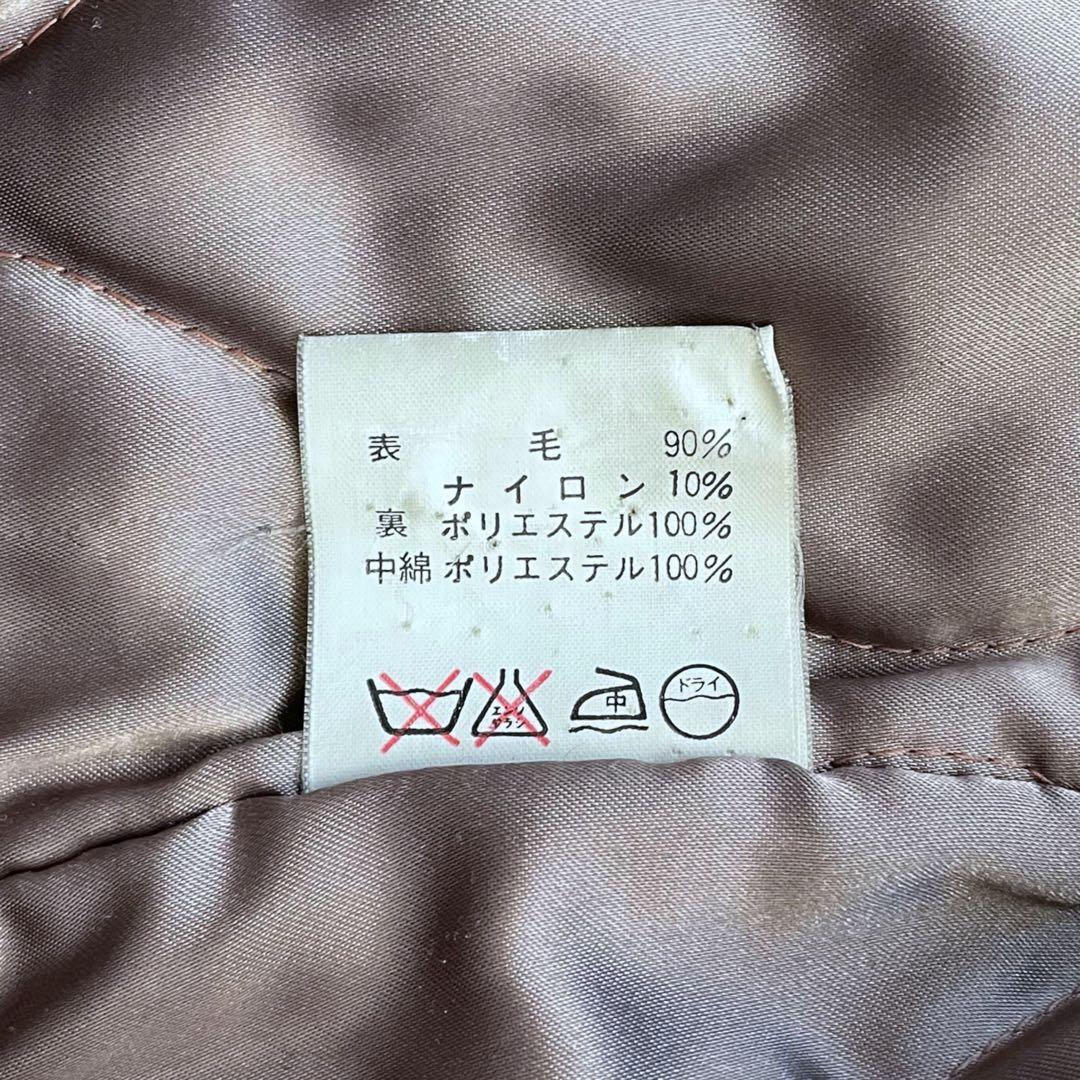 表 毛 90%
ナイロン 10%
裏 ポリエステル100%
中綿 ポリエステル100%
エンソ
サラシ
中
ドライ